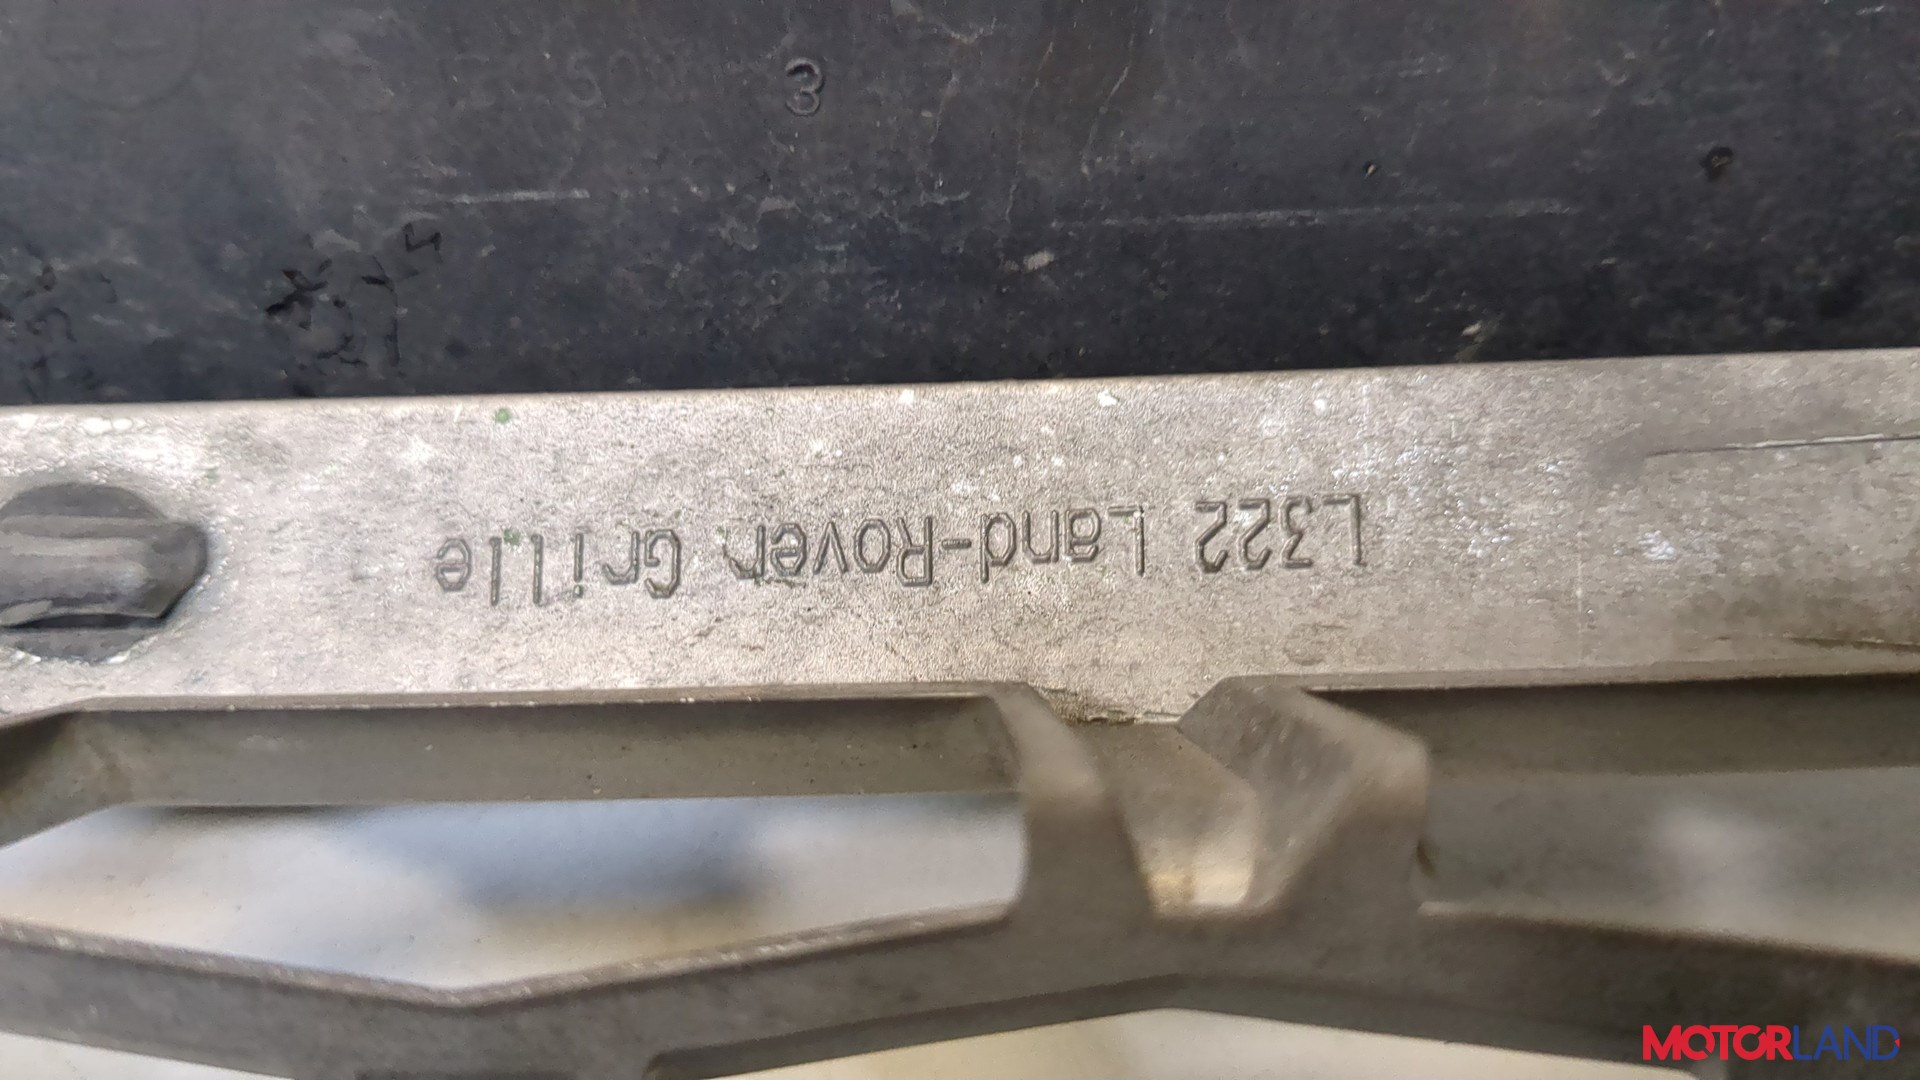 3
L322 Land-Rover Grille
MOTORLAND